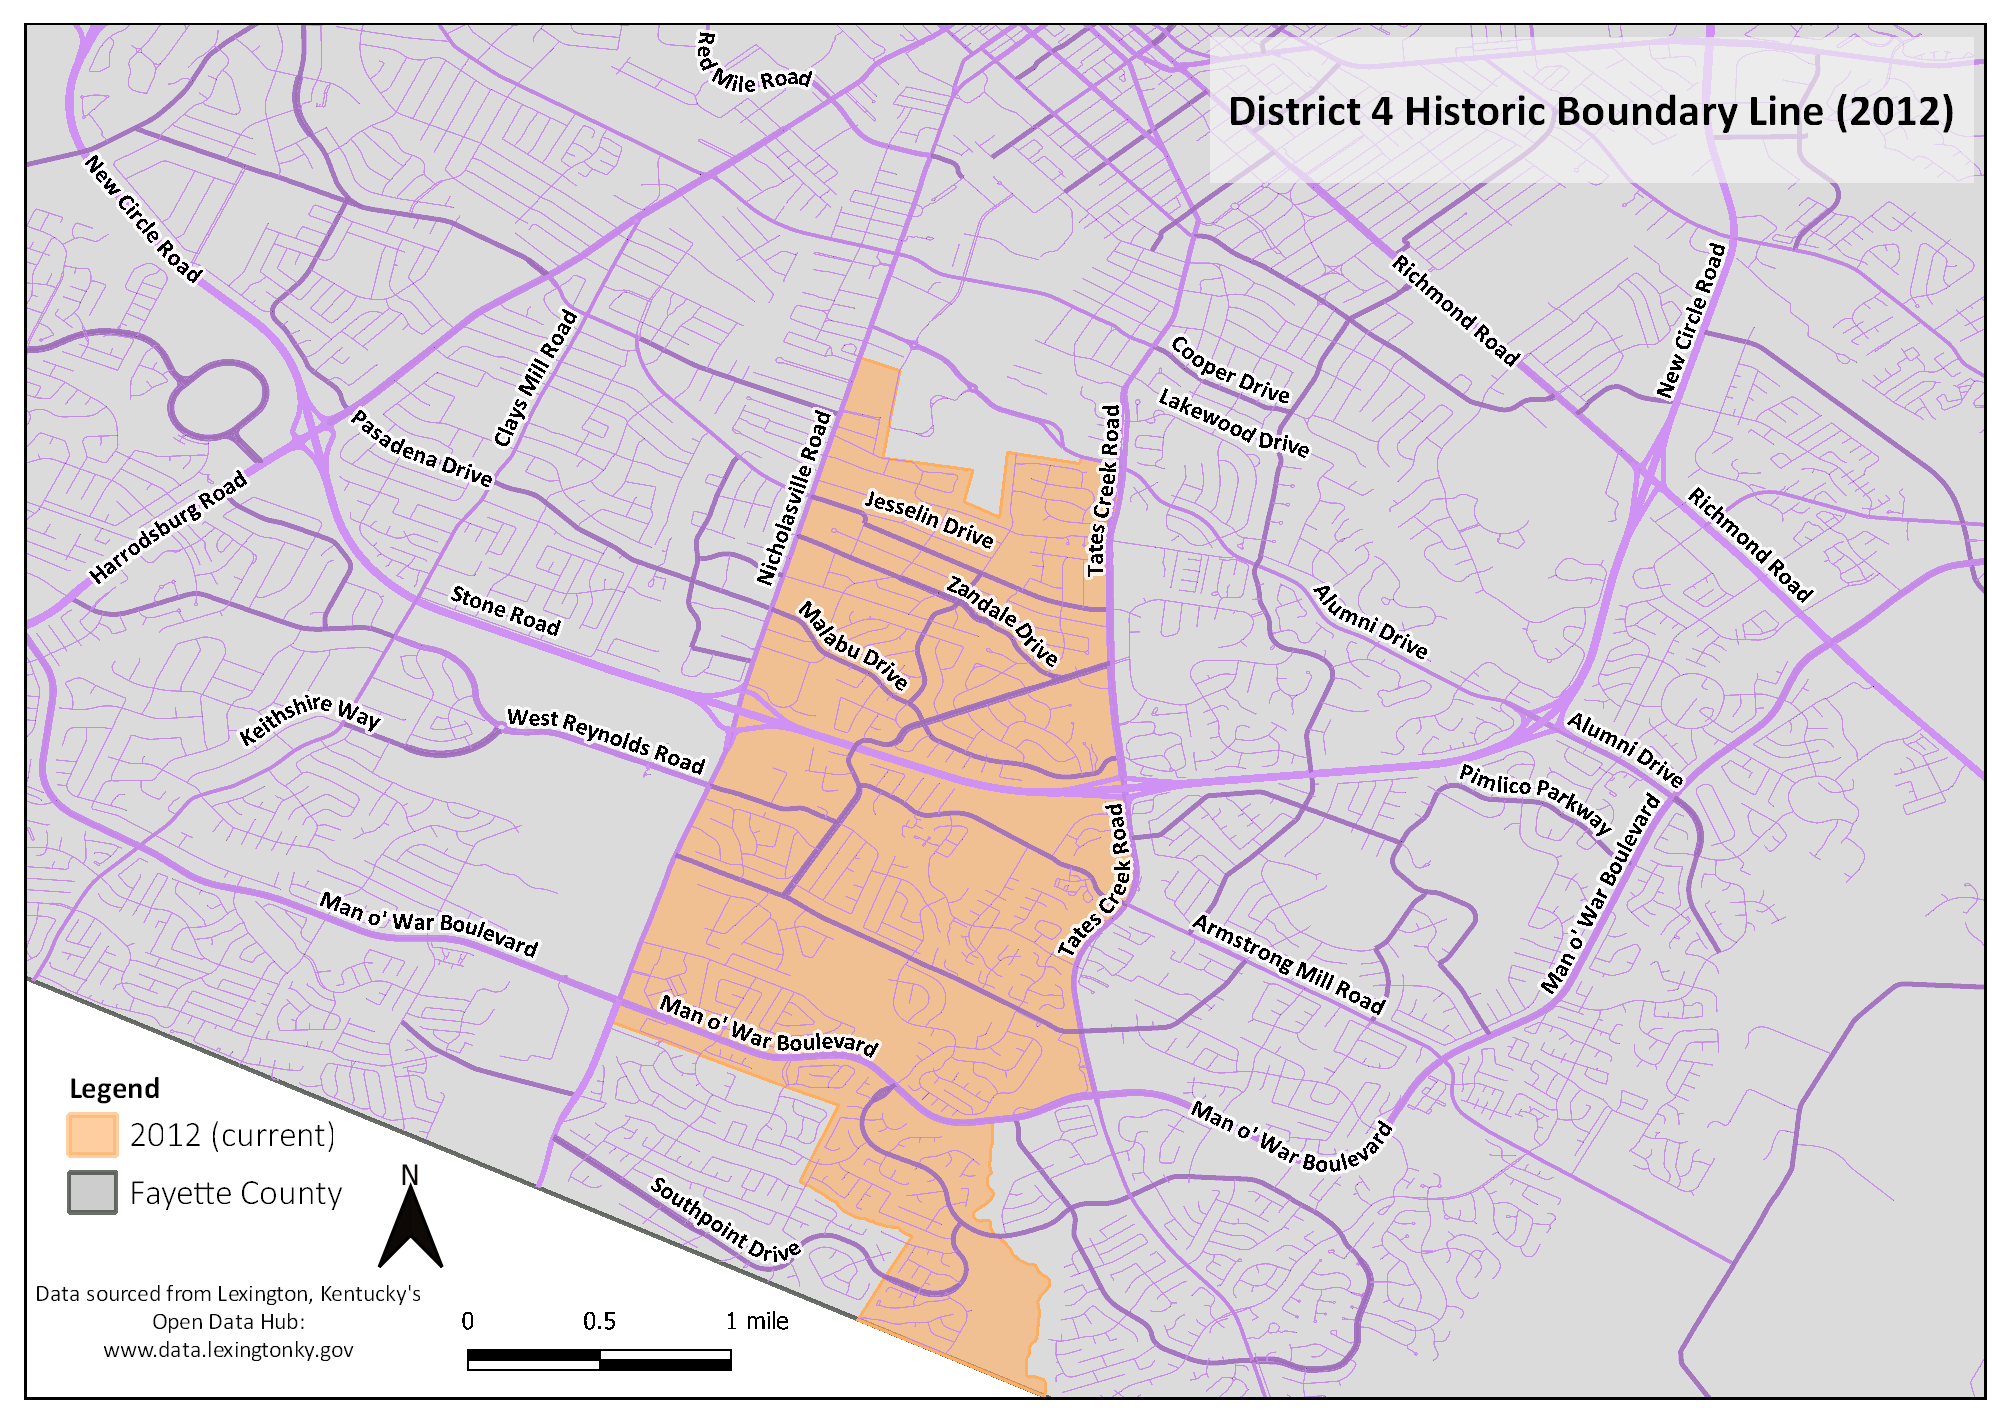 Red Mile Road
District 4 Historic Boundary Line (2012)
New Circle Road
Richmond Road
New Circle Road
Clays Mill Road
Cooper Drive
Lakewood Drive
Pasadena Drive
Nicholasville Road
Tates Creek Road
Harrodsburg Road
Jesselin Drive
Richmond Road
Stone Road
Zandale Drive
Malabu Drive
Alumni Drive
Keithshire Way
West Reynolds Road
Alumni Drive
Pimlico Parkway
Tates Creek Road
Man o' War Boulevard
Man o' War Boulevard
Tates Creek Road
Armstrong Mill Road
Man o' War Boulevard
Man o' War Boulevard
Southpoint Drive
Legend
2012 (current)
Fayette County
N
Data sourced from Lexington, Kentucky's
Open Data Hub:
www.data.lexingtonky.gov
0 0.5 1 mile